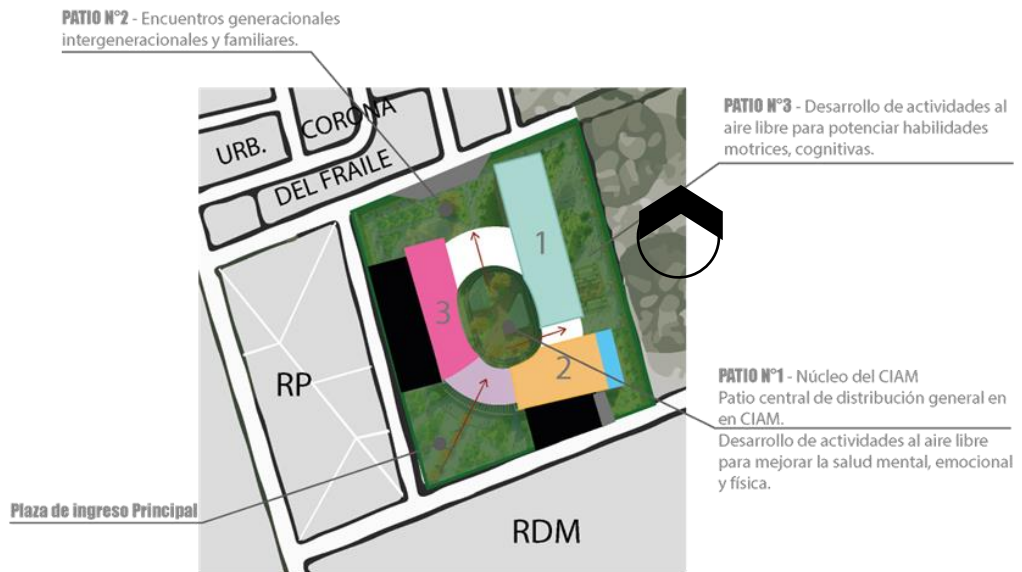 PATIO N°2 - Encuentros generacionales
intergeneracionales y familiares.
PATIO N°3 - Desarrollo de actividades al
aire libre para potenciar habilidades
motrices, cognitivas.
URB.
CORONA
DEL FRAILE
1
3
2
RP
PATIO N°1 - Núcleo del CIAM
Patio central de distribución general en
en CIAM.
Desarrollo de actividades al aire libre
para mejorar la salud mental, emocional
y física.
Plaza de ingreso Principal
RDM